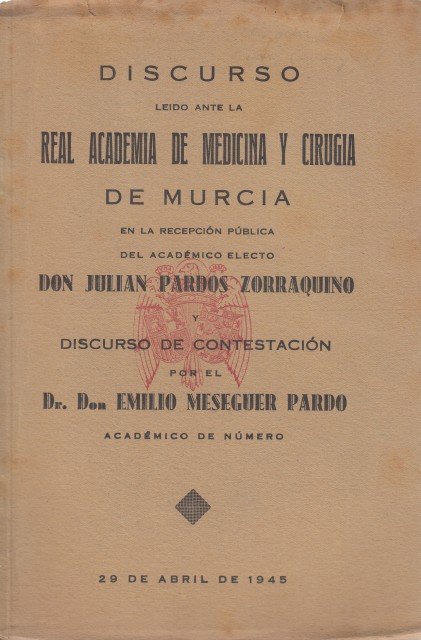 DISCURSO
LEIDO ANTE LA
REAL ACADEMIA DE MEDICINA Y CIRUGIA
DE MURCIA
EN LA RECEPCIÓN PÚBLICA
DEL ACADÉMICO ELECTO
DON JULIAN PARDOS ZORRAQUINO
Y
DISCURSO DE CONTESTACIÓN
POR EL
Dr. Don EMILIO MESEGUER PARDO
ACADÉMICO DE NÚMERO
29 DE ABRIL DE 1945